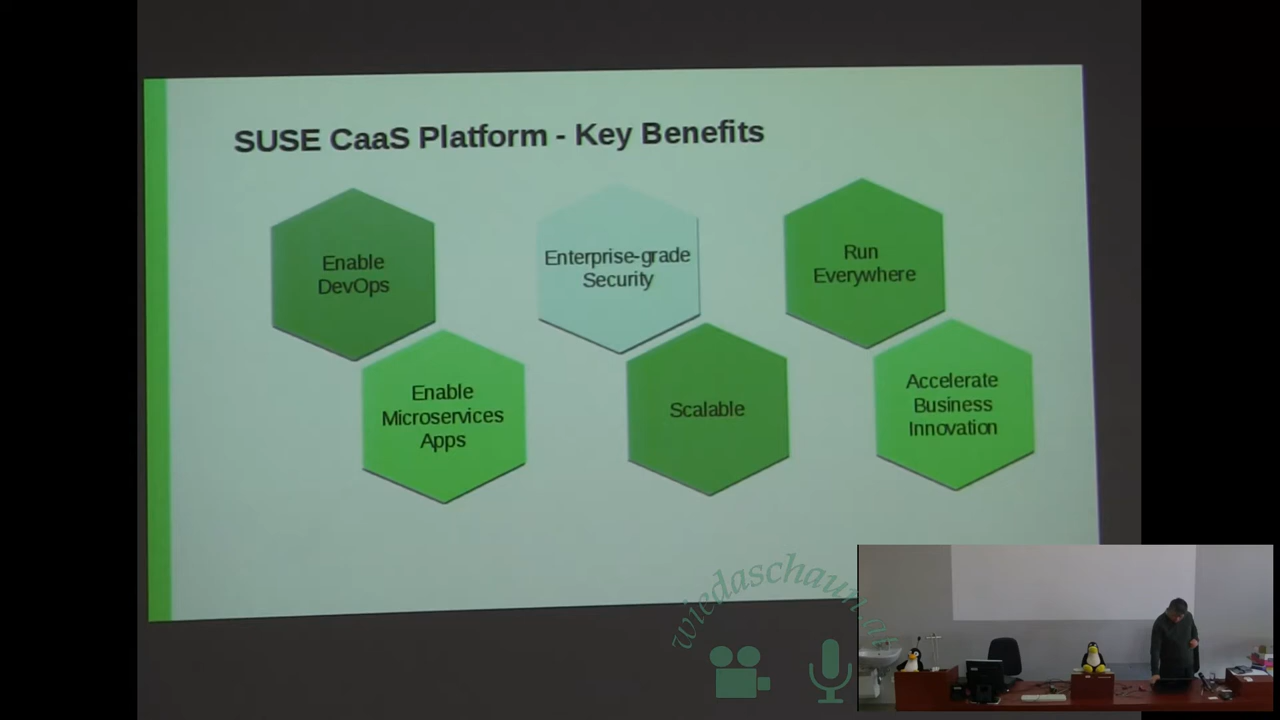 SUSE CaaS Platform - Key Benefits
Enable
DevOps
Enterprise-grade
Security
Run
Everywhere
Enable
Microservices
Apps
Scalable
Accelerate
Business
Innovation
wiedaschaun.at